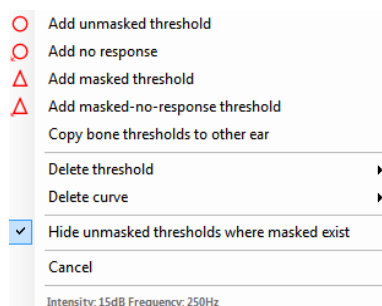 Add unmasked threshold
Add no response
Add masked threshold
Add masked-no-response threshold
Copy bone thresholds to other ear
Delete threshold
Delete curve
Hide unmasked thresholds where masked exist
Cancel
Intensity: 15dB Frequency: 250Hz